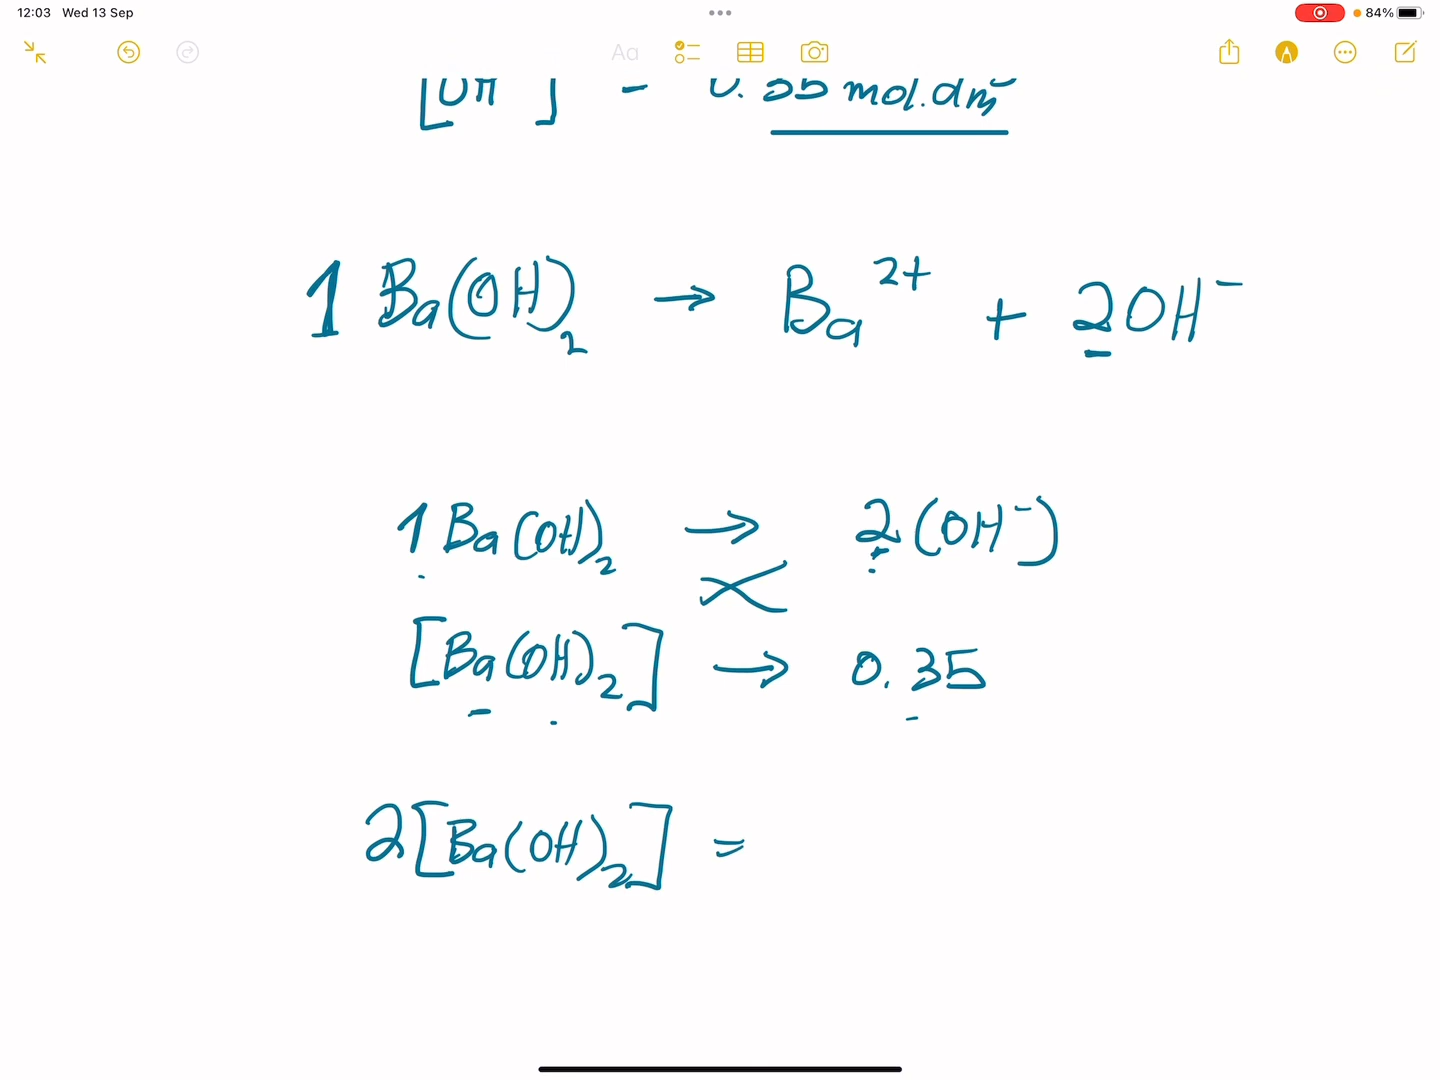 12:03 Wed 13 Sep
84%
Aa
[OH ] - 0.35 mol.dm⁻
1 Ba(OH)₂ → Ba²⁺ + 2OH⁻
1 Ba(OH)₂ → 2(OH⁻)
[Ba(OH)₂] → 0.35
2[Ba(OH)₂] =